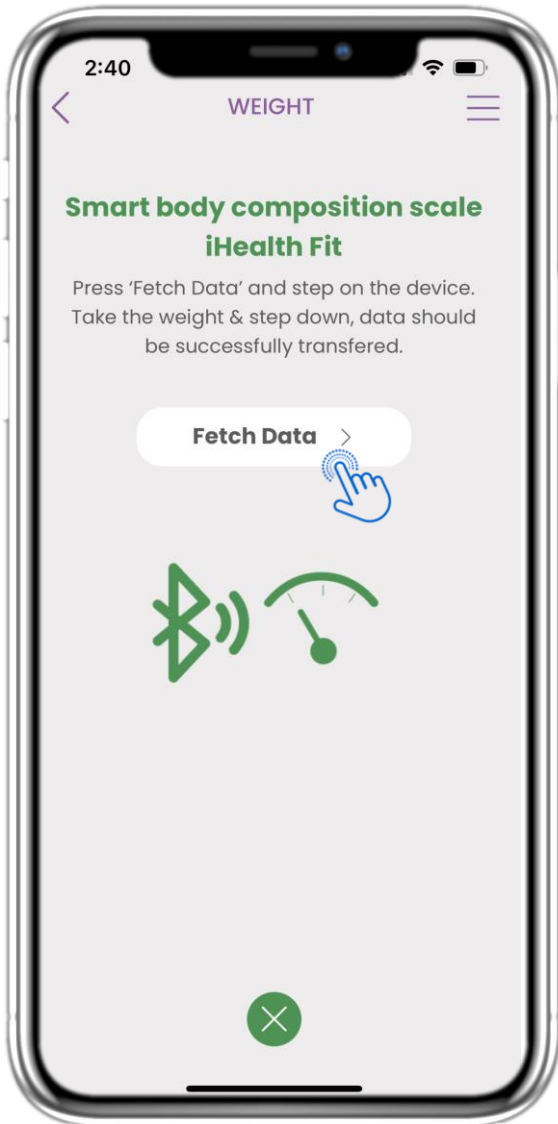 2:40
WEIGHT
Smart body composition scale
iHealth Fit
Press ‘Fetch Data’ and step on the device.
Take the weight & step down, data should
be successfully transfered.
Fetch Data